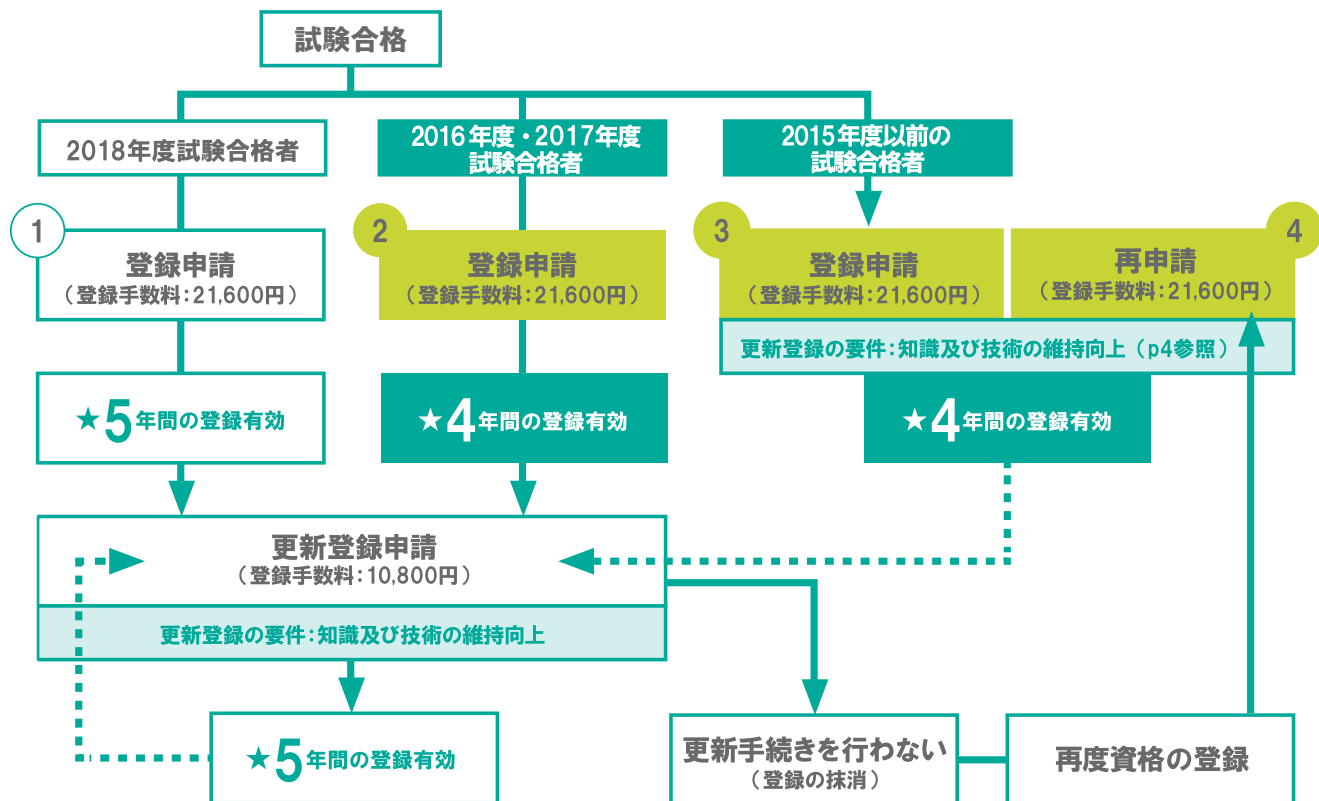 試験合格
2018年度試験合格者
2016年度・2017年度
試験合格者
2015年度以前の
試験合格者
1
登録申請
（登録手数料：21,600円）
2
登録申請
（登録手数料：21,600円）
3
登録申請
（登録手数料：21,600円）
4
再申請
（登録手数料：21,600円）
更新登録の要件：知識及び技術の維持向上（p4参照）
★5年間の登録有効
★4年間の登録有効
★4年間の登録有効
更新登録申請
（登録手数料：10,800円）
更新登録の要件：知識及び技術の維持向上
★5年間の登録有効
更新手続きを行わない
（登録の抹消）
再度資格の登録